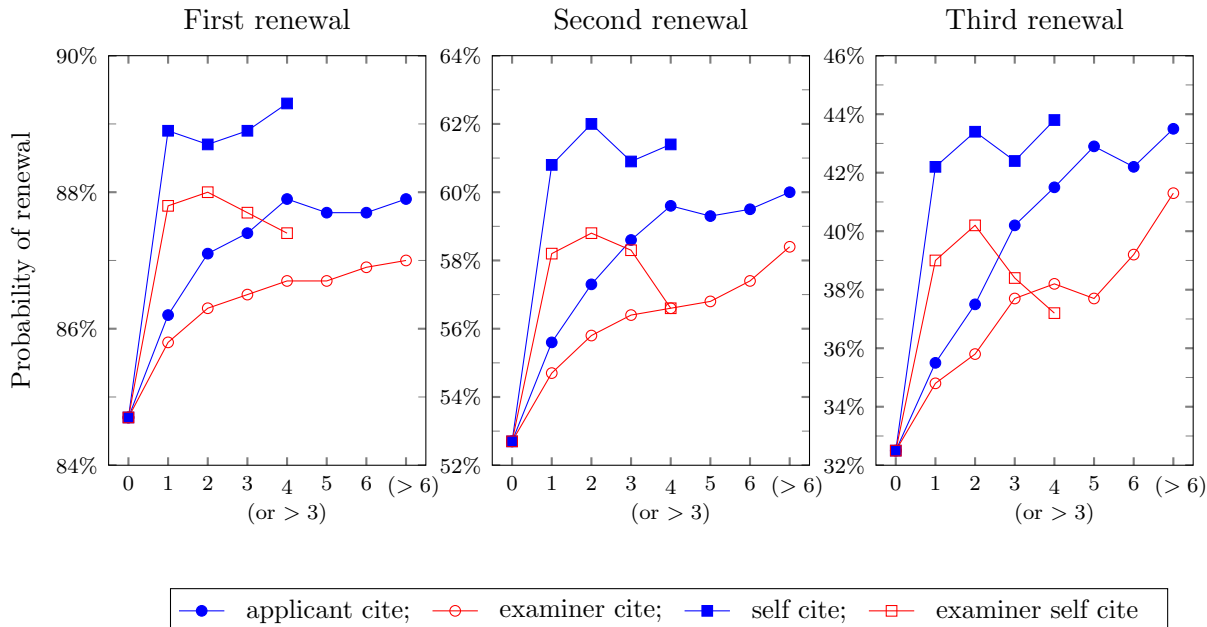 First renewal
Second renewal
Third renewal
Probability of renewal
90%
88%
86%
84%
0 1 2 3 4 5 6 (> 6)
(or > 3)
64%
62%
60%
58%
56%
54%
52%
0 1 2 3 4 5 6 (> 6)
(or > 3)
46%
44%
42%
40%
38%
36%
34%
32%
0 1 2 3 4 5 6 (> 6)
(or > 3)
applicant cite; examiner cite; self cite; examiner self cite